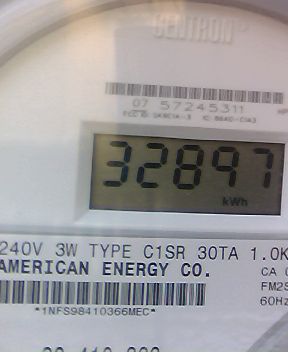 CENTRON
07 57245311
32897
kWh
240V 3W TYPE C1SR 30TA 1.0K
AMERICAN ENERGY CO.
CA
FM2S
60Hz
*1NFS98410366MEC*